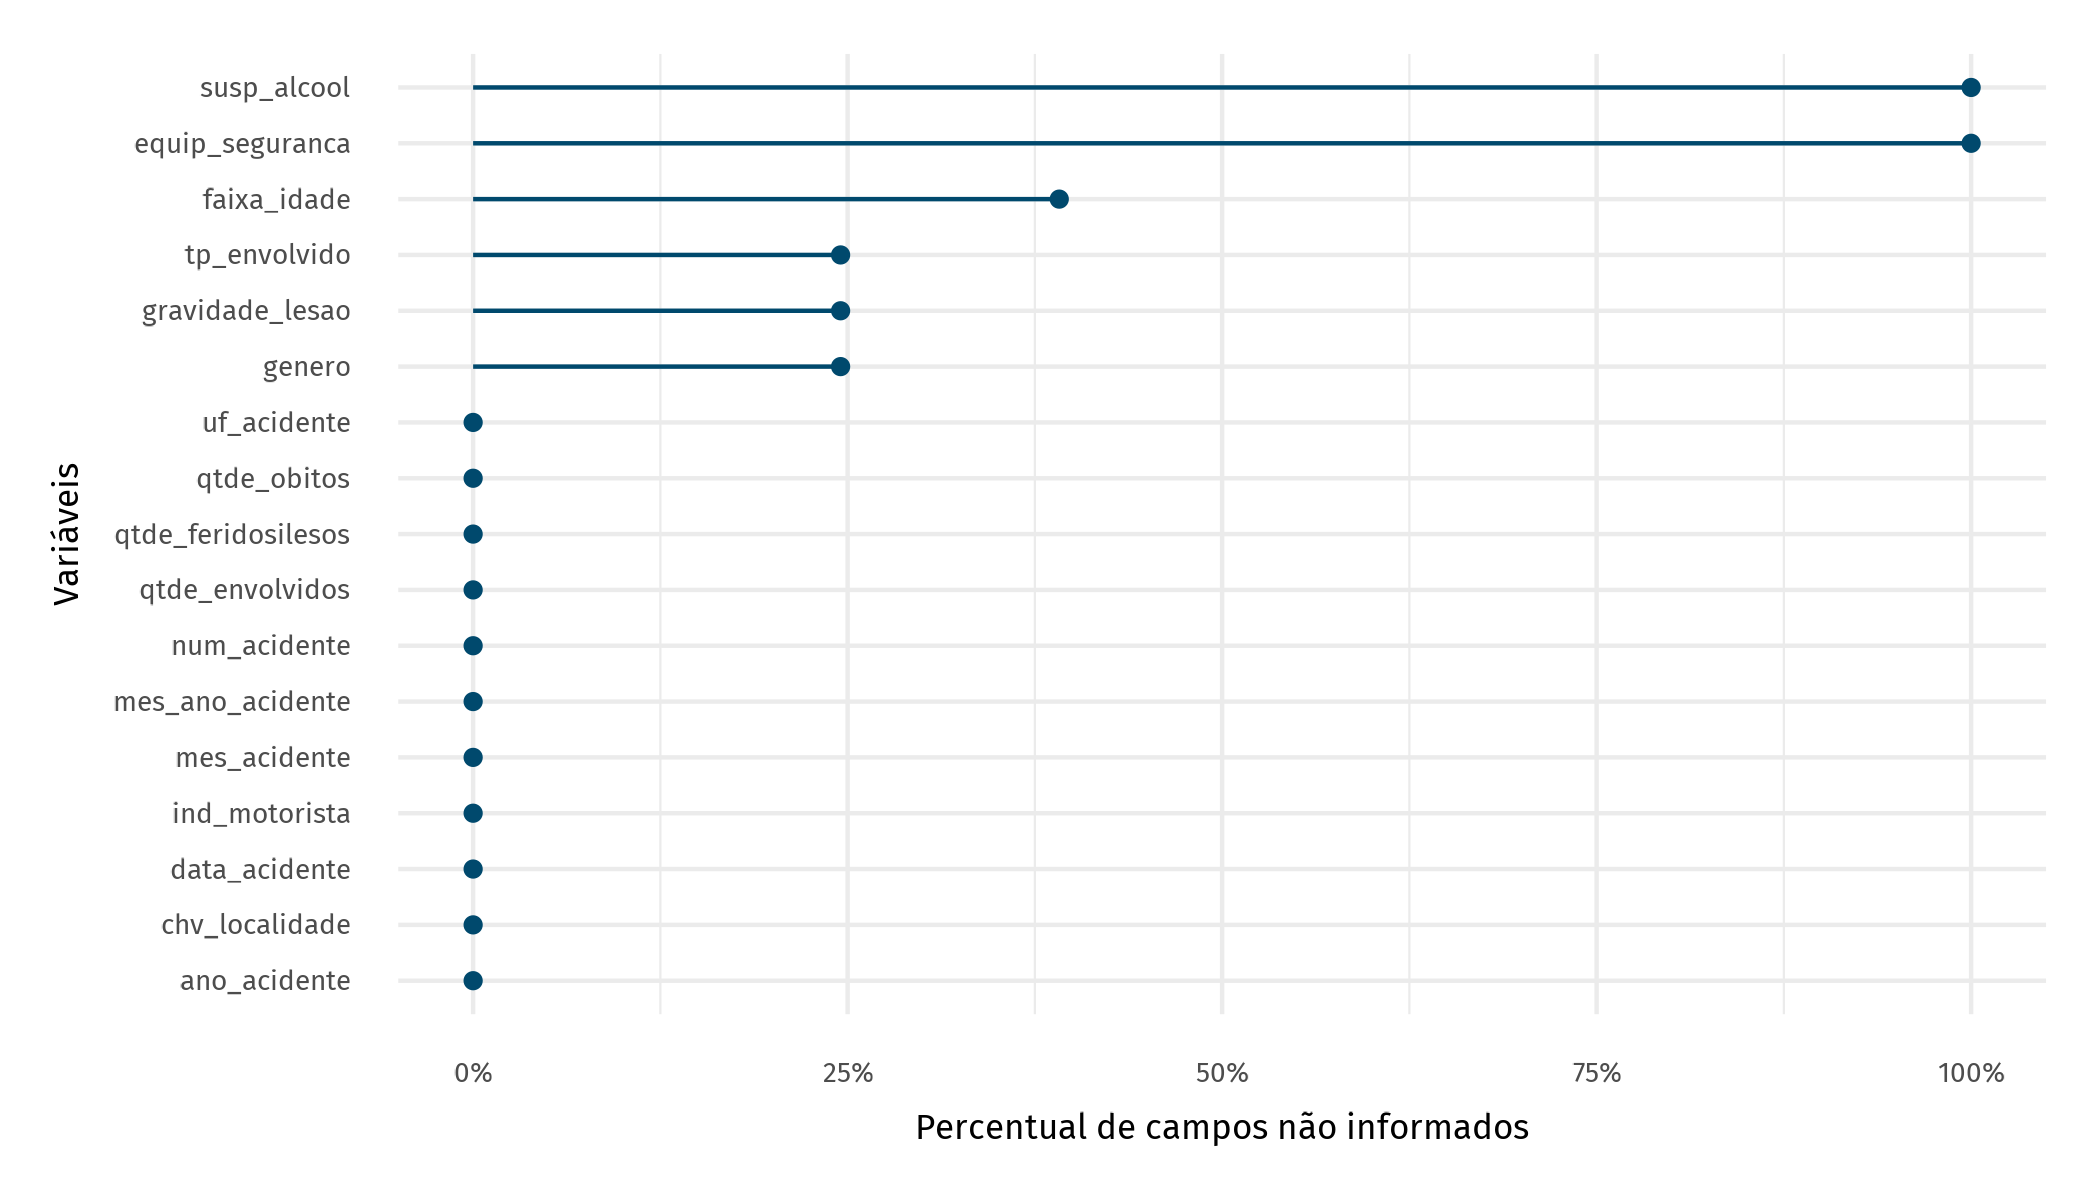 susp_alcool
equip_seguranca
faixa_idade
tp_envolvido
gravidade_lesao
genero
uf_acidente
qtde_obitos
qtde_feridosilesos
qtde_envolvidos
num_acidente
mes_ano_acidente
mes_acidente
ind_motorista
data_acidente
chv_localidade
ano_acidente
Variáveis
0% 25% 50% 75% 100%
Percentual de campos não informados